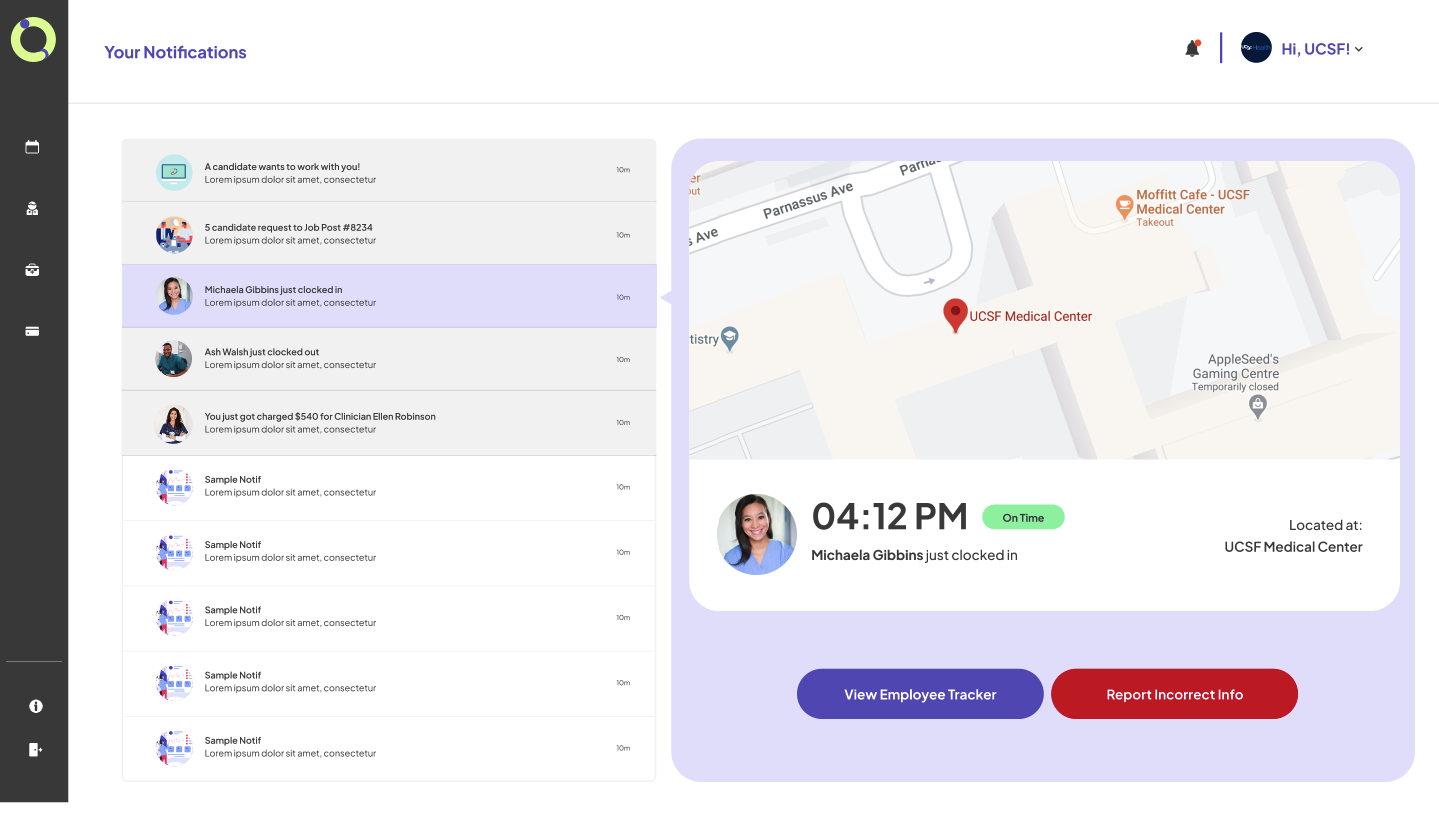 Your Notifications
Hi, UCSF!
A candidate wants to work with you!
Lorem ipsum dolor sit amet, consectetur
10m
5 candidate request to Job Post #8234
Lorem ipsum dolor sit amet, consectetur
10m
Michaela Gibbins just clocked in
Lorem ipsum dolor sit amet, consectetur
10m
Ash Walsh just clocked out
Lorem ipsum dolor sit amet, consectetur
10m
You just got charged $540 for Clinician Ellen Robinson
Lorem ipsum dolor sit amet, consectetur
10m
Sample Notif
Lorem ipsum dolor sit amet, consectetur
10m
Sample Notif
Lorem ipsum dolor sit amet, consectetur
10m
Sample Notif
Lorem ipsum dolor sit amet, consectetur
10m
Sample Notif
Lorem ipsum dolor sit amet, consectetur
10m
Sample Notif
Lorem ipsum dolor sit amet, consectetur
10m
Parnassus Ave
s Ave
Moffitt Cafe - UCSF
Medical Center
Takeout
UCSF Medical Center
tistry
AppleSeed's
Gaming Centre
Temporarily closed
04:12 PM
On Time
Michaela Gibbins just clocked in
Located at:
UCSF Medical Center
View Employee Tracker
Report Incorrect Info